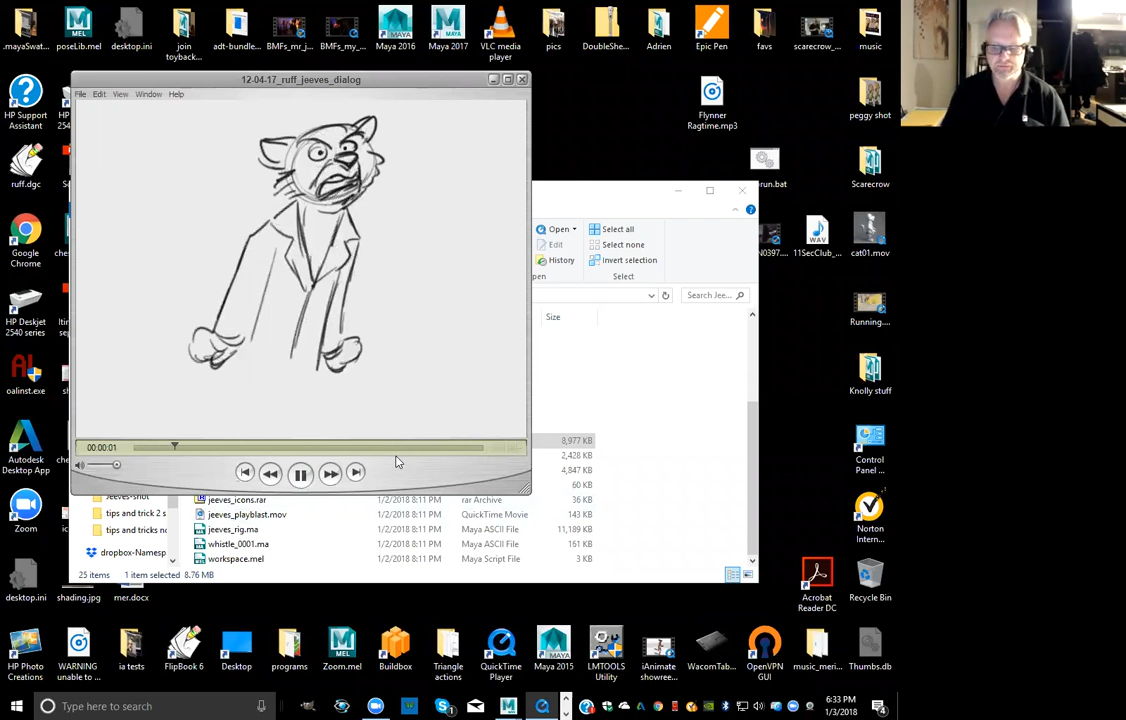 .mayaSwat...
poseLib.mel
desktop.ini
join toyback...
adt-bundle...
BMFs_mr_j...
BMFs_my_...
Maya 2016
Maya 2017
VLC media player
pics
DoubleShe...
Adrien
Epic Pen
favs
scarecrow_...
music
12-04-17_ruff_jeeves_dialog
File Edit View Window Help
HP Support Assistant
Flynner Ragtime.mp3
peggy shot
ruff.dgc
Scarecrow
Open
Select all
Edit
Select none
History
Invert selection
Select
Search Jee...
Size
11SecClub_...
cat01.mov
Google Chrome
HP Deskjet 2540 series
Running....
oalinst.exe
Knolly stuff
Autodesk Desktop App
Control Panel ...
00:00:01
8,977 KB
2,428 KB
4,847 KB
60 KB
jeeves_icons.rar 1/2/2018 8:11 PM rar Archive 36 KB
jeeves_playblast.mov 1/2/2018 8:11 PM QuickTime Movie 143 KB
jeeves_rig.ma 1/2/2018 8:11 PM Maya ASCII File 11,189 KB
whistle_0001.ma 1/2/2018 8:11 PM Maya ASCII File 161 KB
workspace.mel 1/2/2018 8:11 PM Maya Script File 3 KB
tips and trick 2 s
tips and tricks nc
dropbox-Namesp
25 items 1 item selected 8.76 MB
Zoom
Norton Intern...
desktop.ini
shading.jpg
mer.docx
Acrobat Reader DC
Recycle Bin
HP Photo Creations
WARNING unable to ...
ia tests
FlipBook 6
Desktop
programs
Zoom.mel
Buildbox
Triangle actions
QuickTime Player
Maya 2015
LMTOOLS Utility
iAnimate showree...
WacomTab...
OpenVPN GUI
music_meri...
Thumbs.db
Type here to search
6:33 PM
1/3/2018